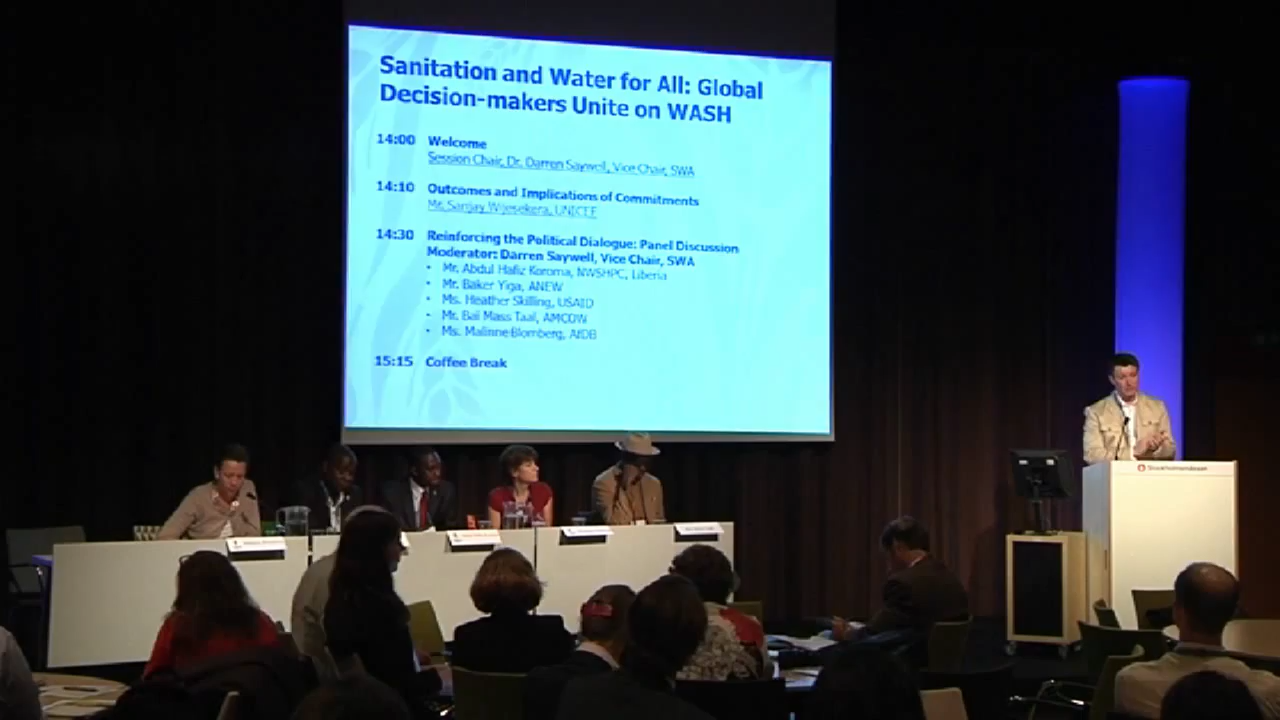 Sanitation and Water for All: Global
Decision-makers Unite on WASH
14:00 Welcome
Session Chair, Dr. Darren Saywell, Vice Chair, SWA
14:10 Outcomes and Implications of Commitments
Mr. Sanjay Wijesekera, UNICEF
14:30 Reinforcing the Political Dialogue: Panel Discussion
Moderator: Darren Saywell, Vice Chair, SWA
• Mr. Abdul Hafiz Koroma, NWSHPC, Liberia
• Mr. Baker Yiga, ANEW
• Ms. Heather Skilling, USAID
• Mr. Bai Mass Taal, AMCOW
• Ms. Malinne Blomberg, AfDB
15:15 Coffee Break
Stockholmsmässan